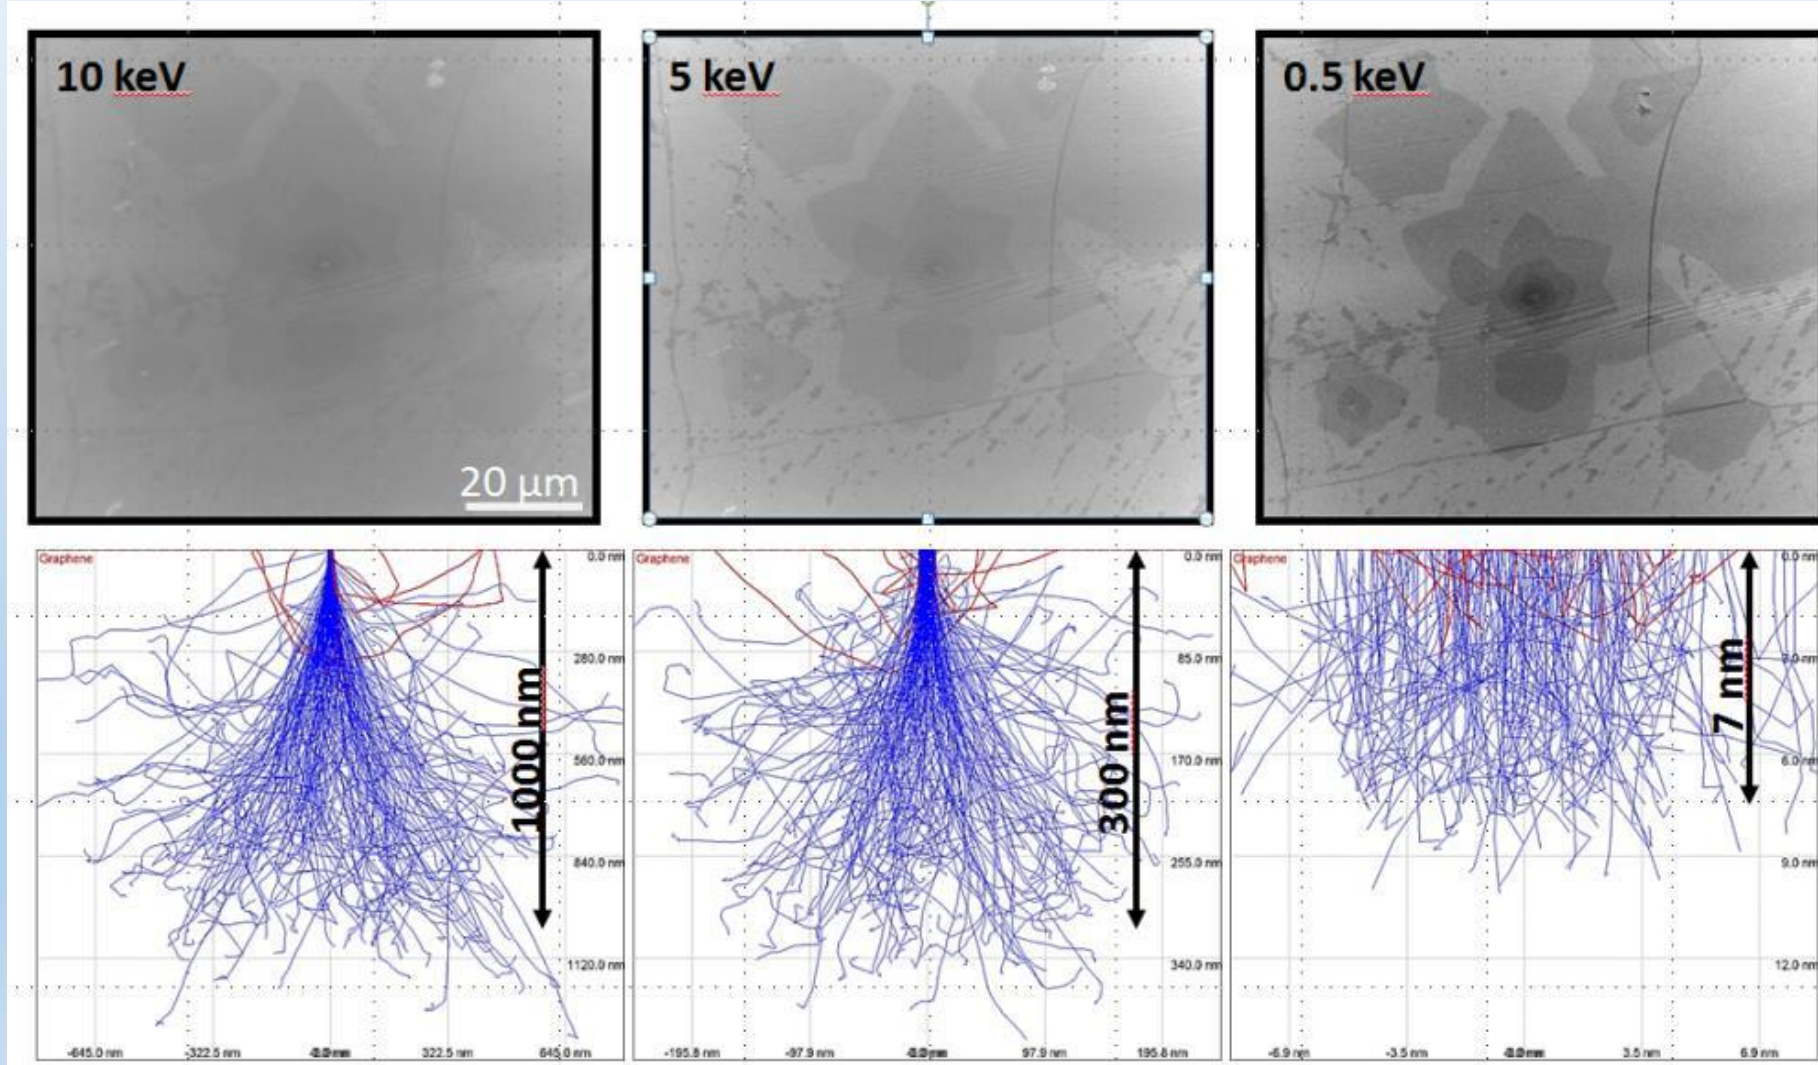 10 keV
5 keV
0.5 keV
20 µm
Graphene
0.0 nm
280.0 nm
560.0 nm
840.0 nm
1120.0 nm
1000 nm
-645.0 nm
-322.5 nm
322.5 nm
645.0 nm
Graphene
0.0 nm
85.0 nm
170.0 nm
255.0 nm
340.0 nm
300 nm
-195.8 nm
-97.9 nm
97.9 nm
195.8 nm
Graphene
0.0 nm
3.0 nm
6.0 nm
9.0 nm
12.0 nm
7 nm
-6.9 nm
-3.5 nm
3.5 nm
6.9 nm